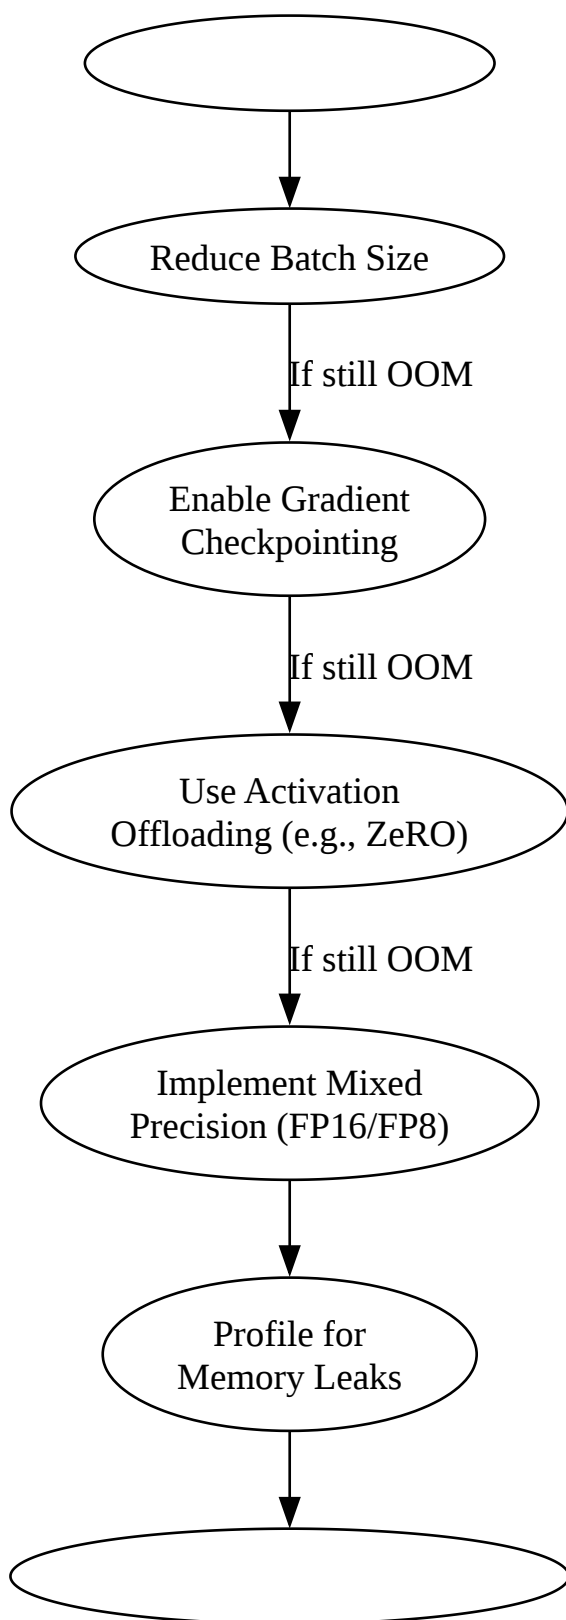 Reduce Batch Size
If still OOM
Enable Gradient
Checkpointing
If still OOM
Use Activation
Offloading (e.g., ZeRO)
If still OOM
Implement Mixed
Precision (FP16/FP8)
Profile for
Memory Leaks